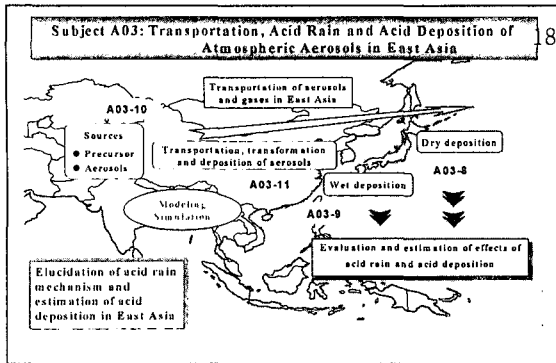 Subject A03: Transportation, Acid Rain and Acid Deposition of
Atmospheric Aerosols in East Asia
18
Transportation of aerosols
and gases in East Asia
A03-10
Sources
● Precursor
● Aerosols
Transportation, transformation
and deposition of aerosols
Dry deposition
A03-11
Wet deposition
A03-8
Modeling
Simulation
A03-9
Elucidation of acid rain
mechanism and
estimation of acid
deposition in East Asia
Evaluation and estimation of effects of
acid rain and acid deposition